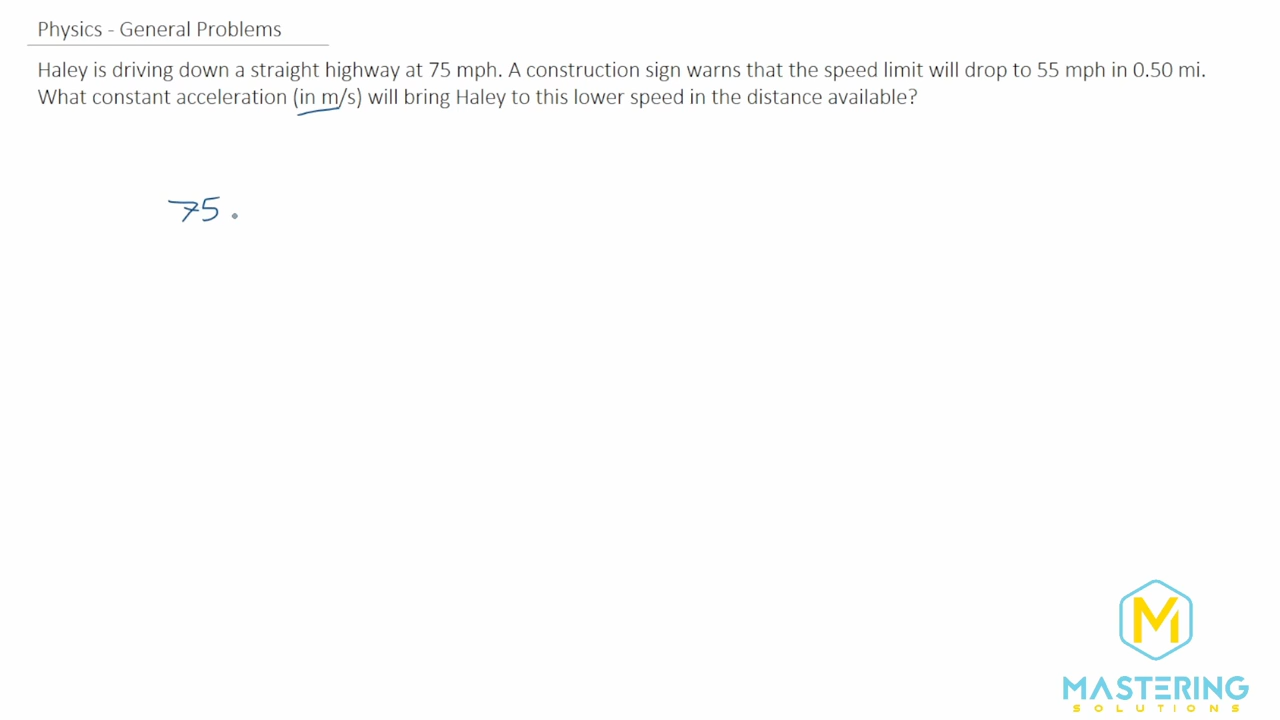 Physics - General Problems
Haley is driving down a straight highway at 75 mph. A construction sign warns that the speed limit will drop to 55 mph in 0.50 mi.
What constant acceleration (in m/s) will bring Haley to this lower speed in the distance available?
75 .
M
MASTERING
SOLUTIONS